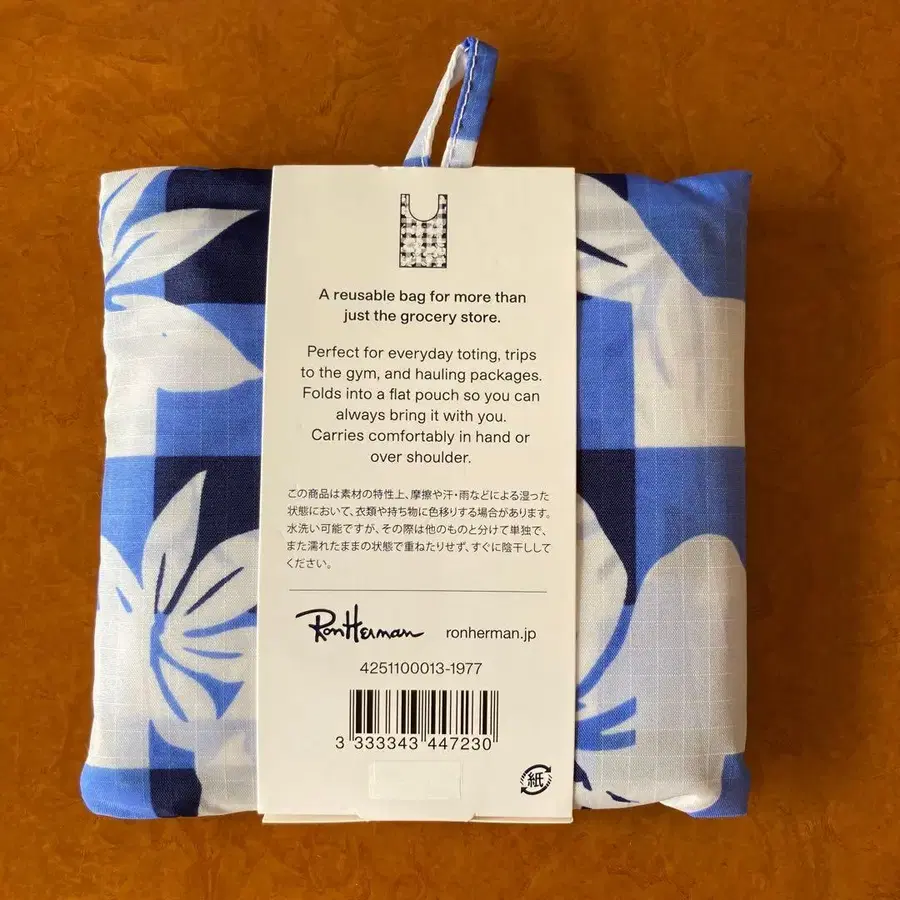 A reusable bag for more than
just the grocery store.
Perfect for everyday toting, trips
to the gym, and hauling packages.
Folds into a flat pouch so you can
always bring it with you.
Carries comfortably in hand or
over shoulder.
この商品は素材の特性上、摩擦や汗・雨などによる湿った
状態において、衣類や持ち物に色移りする場合があります。
水洗い可能ですが、その際は他のものと分けて単独で、
また濡れたままの状態で重ねたりせず、すぐに陰干ししてく
ださい。
Ron Herman ronherman.jp
4251100013-1977
3 333343 447230
紙